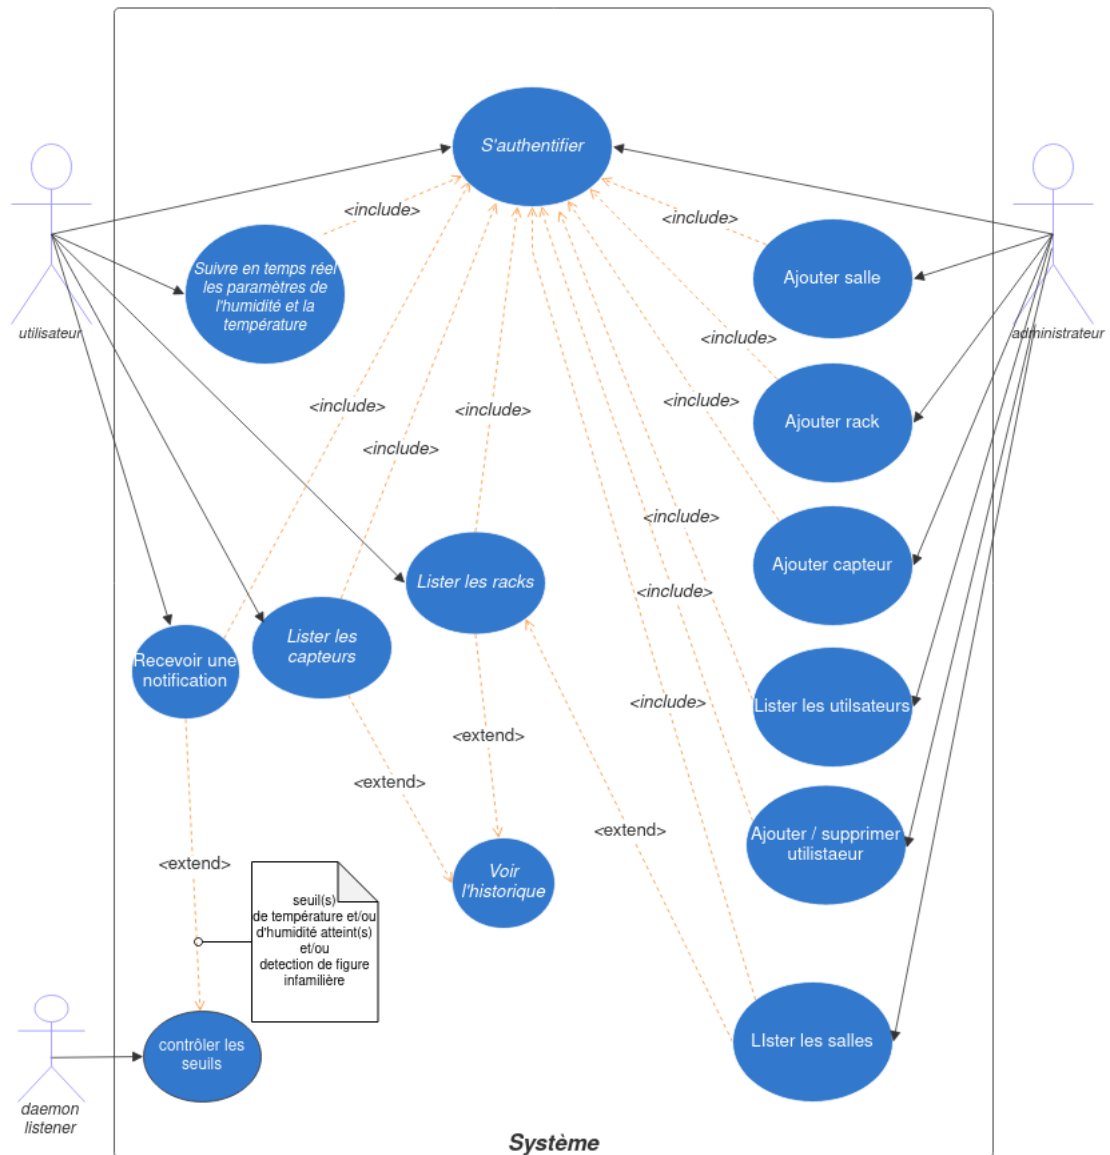 S'authentifier
<include>
<include>
Suivre en temps réel
les paramètres de
l'humidité et la
température
Ajouter salle
utilisateur
administrateur
<include>
<include>
<include>
<include>
Ajouter rack
<include>
<include>
Ajouter capteur
Lister les racks
<include>
Lister les
capteurs
Recevoir une
notification
<include>
Lister les utilsateurs
<extend>
<extend>
<extend>
Ajouter / supprimer
utilistaeur
<extend>
Voir
l'historique
seuil(s)
de température et/ou
d'humidité atteint(s)
et/ou
detection de figure
infamilière
contrôler les
seuils
LIster les salles
daemon
listener
Système